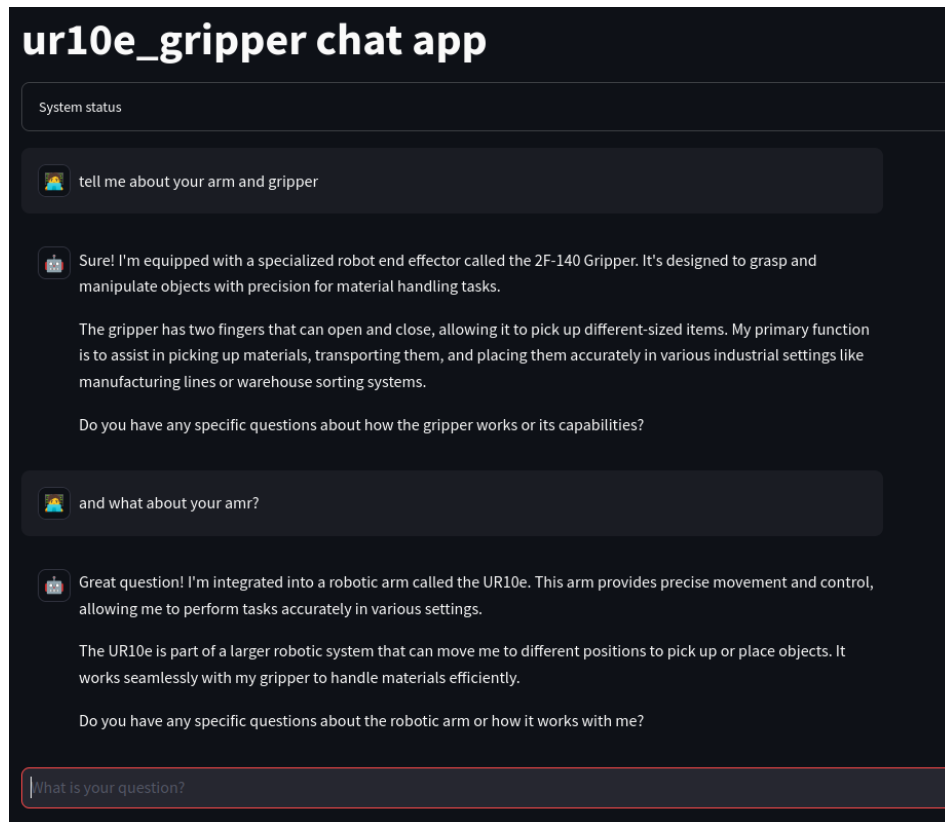 ur10e_gripper chat app
System status
tell me about your arm and gripper
Sure! I'm equipped with a specialized robot end effector called the 2F-140 Gripper. It's designed to grasp and
manipulate objects with precision for material handling tasks.
The gripper has two fingers that can open and close, allowing it to pick up different-sized items. My primary function
is to assist in picking up materials, transporting them, and placing them accurately in various industrial settings like
manufacturing lines or warehouse sorting systems.
Do you have any specific questions about how the gripper works or its capabilities?
and what about your amr?
Great question! I'm integrated into a robotic arm called the UR10e. This arm provides precise movement and control,
allowing me to perform tasks accurately in various settings.
The UR10e is part of a larger robotic system that can move me to different positions to pick up or place objects. It
works seamlessly with my gripper to handle materials efficiently.
Do you have any specific questions about the robotic arm or how it works with me?
What is your question?